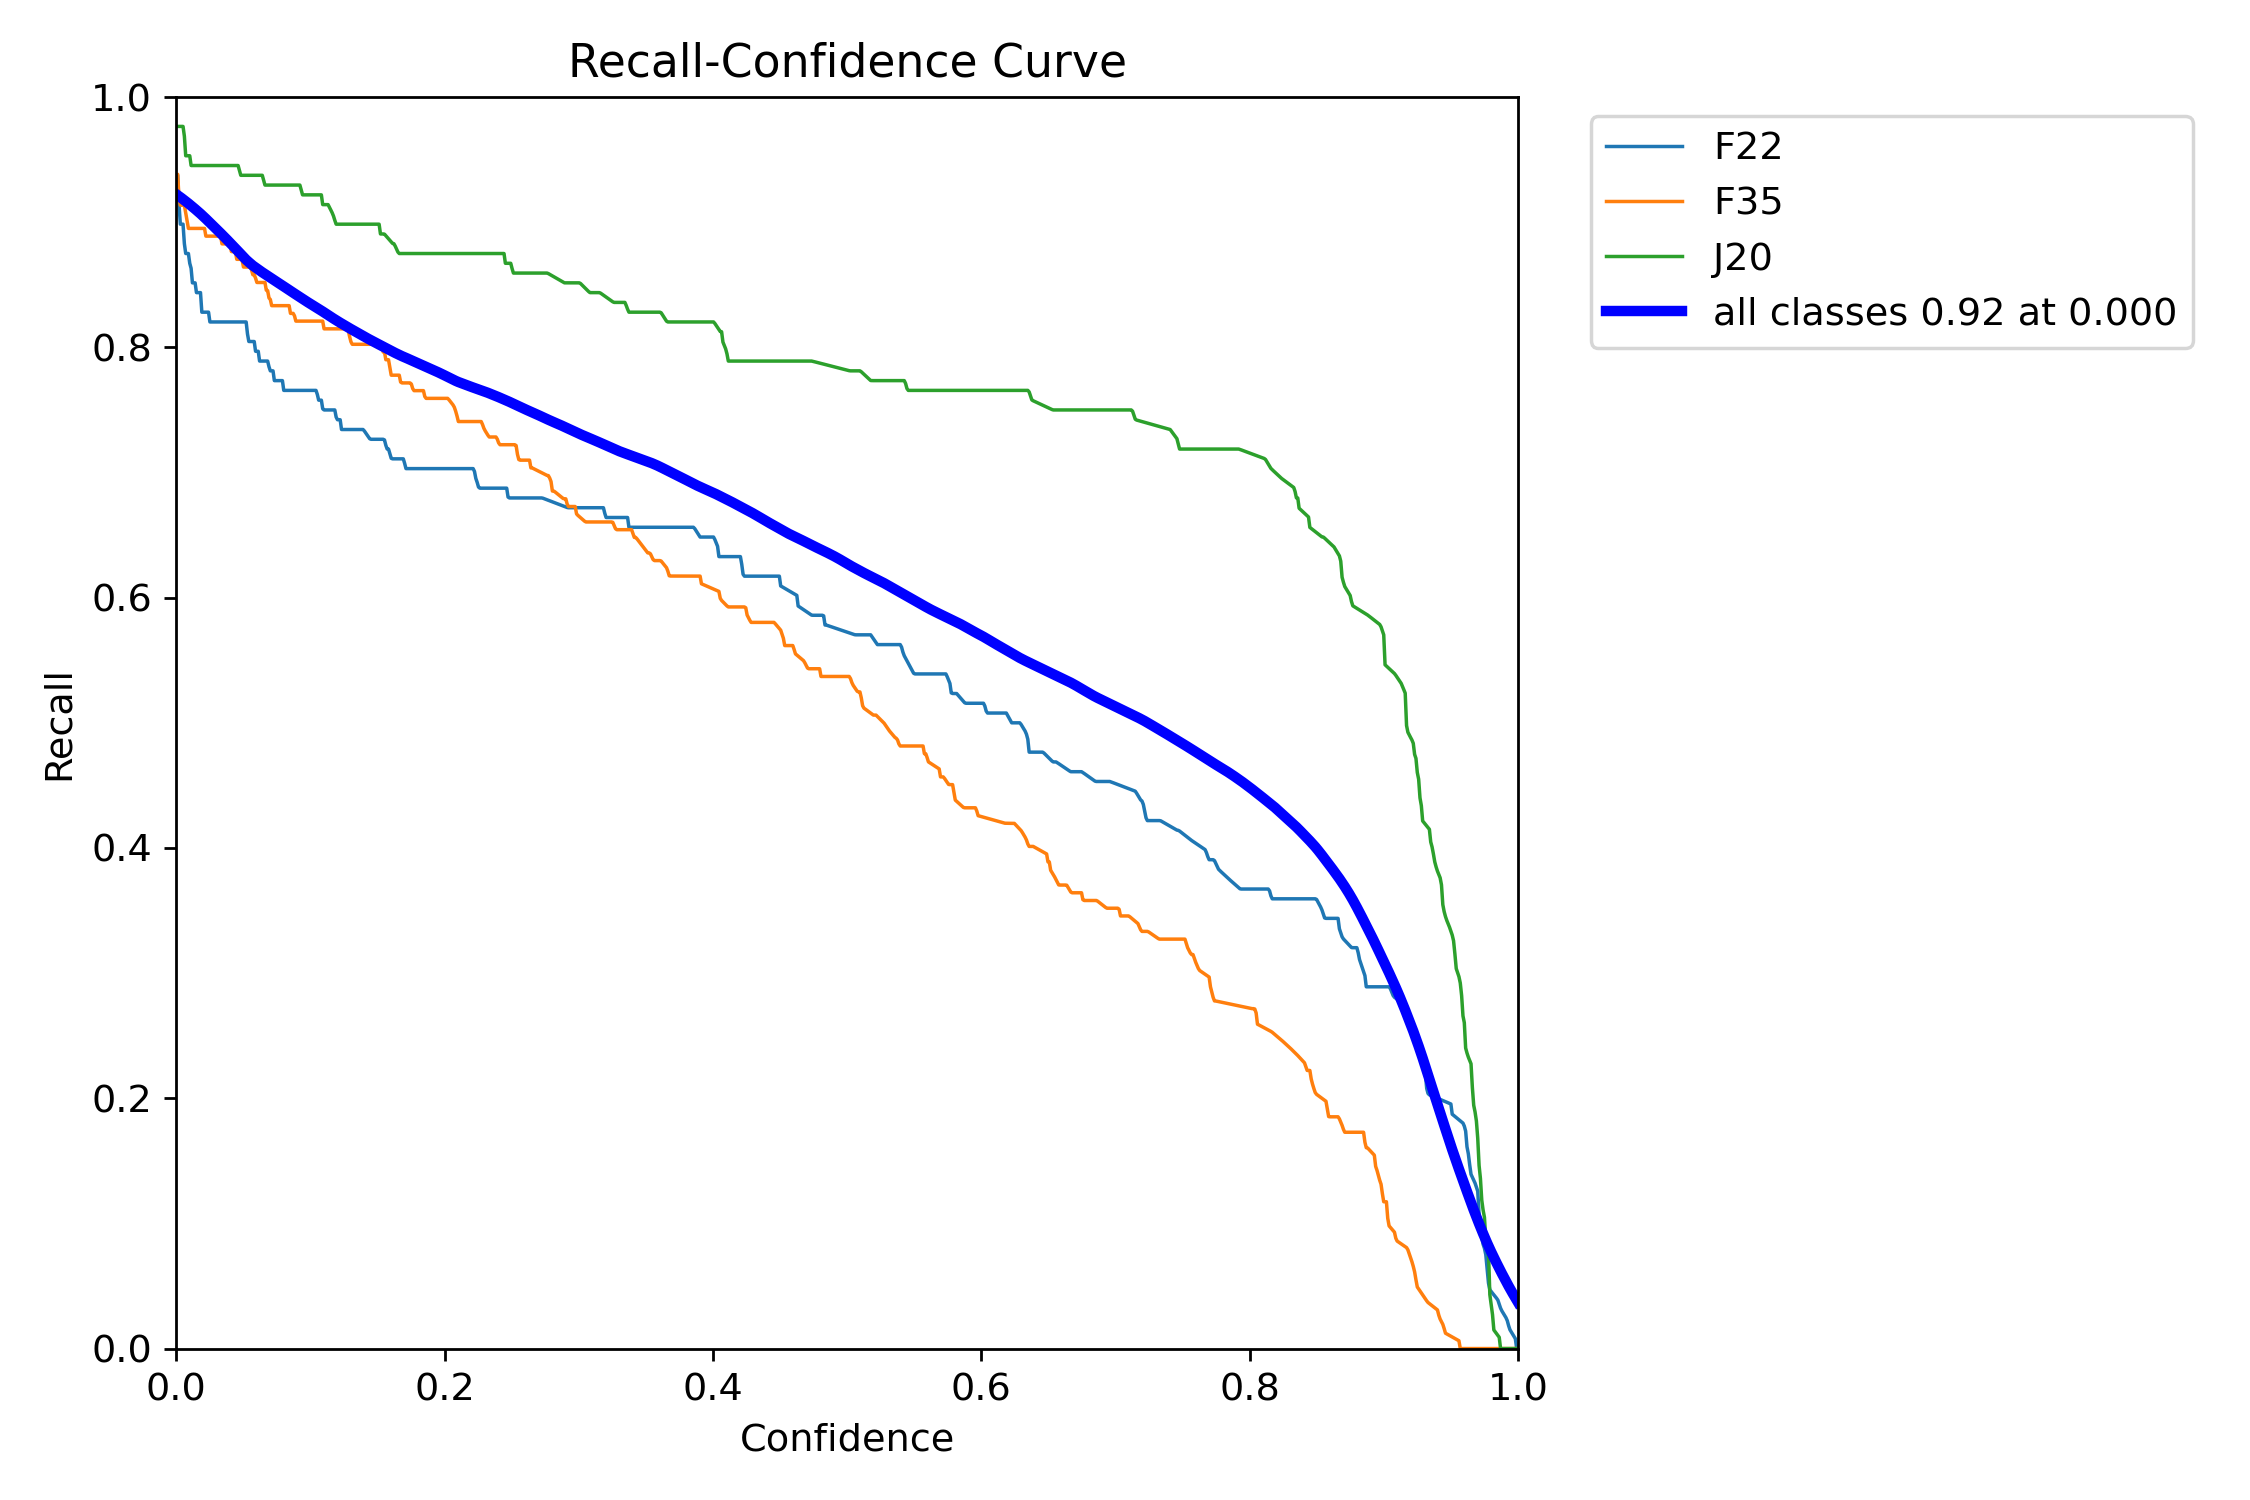 Recall-Confidence Curve
1.0
0.8
0.6
0.4
0.2
0.0
Recall
0.0 0.2 0.4 0.6 0.8 1.0
Confidence
F22
F35
J20
all classes 0.92 at 0.000